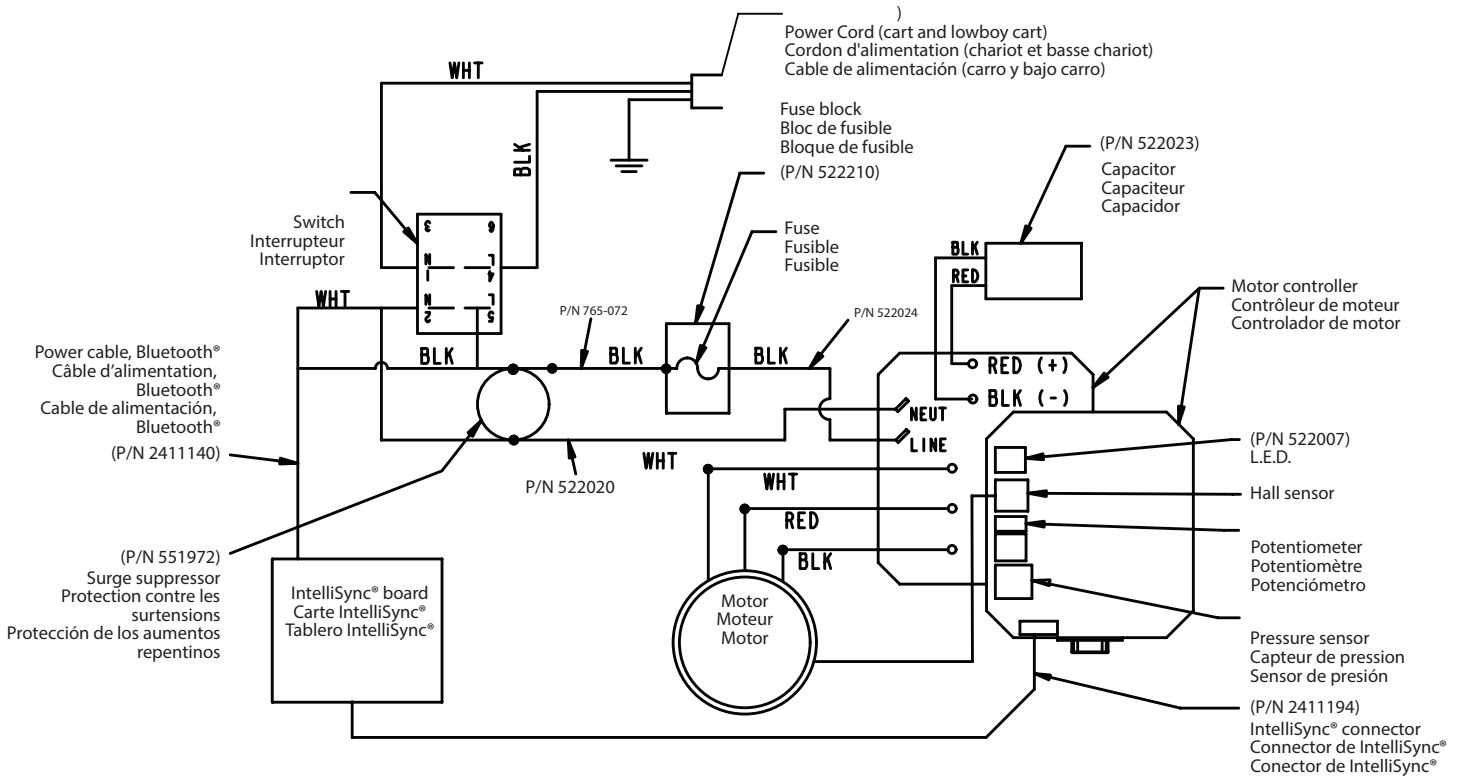 )
Power Cord (cart and lowboy cart)
Cordon d'alimentation (chariot et basse chariot)
Cable de alimentación (carro y bajo carro)
WHT
BLK
Fuse block
Bloc de fusible
Bloque de fusible
(P/N 522210)
(P/N 522023)
Capacitor
Capaciteur
Capacidor
Switch
Interrupteur
Interruptor
3
6
N
L
1
4
N
L
2
5
Fuse
Fusible
Fusible
BLK
RED
Motor controller
Contrôleur de moteur
Controlador de motor
WHT
P/N 765-072
P/N 522024
Power cable, Bluetooth®
Câble d’alimentation,
Bluetooth®
Cable de alimentación,
Bluetooth®
(P/N 2411140)
BLK
BLK
BLK
RED (+)
BLK (-)
NEUT
LINE
WHT
P/N 522020
WHT
RED
BLK
(P/N 522007)
L.E.D.
Hall sensor
Potentiometer
Potentiomètre
Potenciómetro
(P/N 551972)
Surge suppressor
Protection contre les
surtensions
Protección de los aumentos
repentinos
IntelliSync® board
Carte IntelliSync®
Tablero IntelliSync®
Motor
Moteur
Motor
Pressure sensor
Capteur de pression
Sensor de presión
(P/N 2411194)
IntelliSync® connector
Connector de IntelliSync®
Conector de IntelliSync®